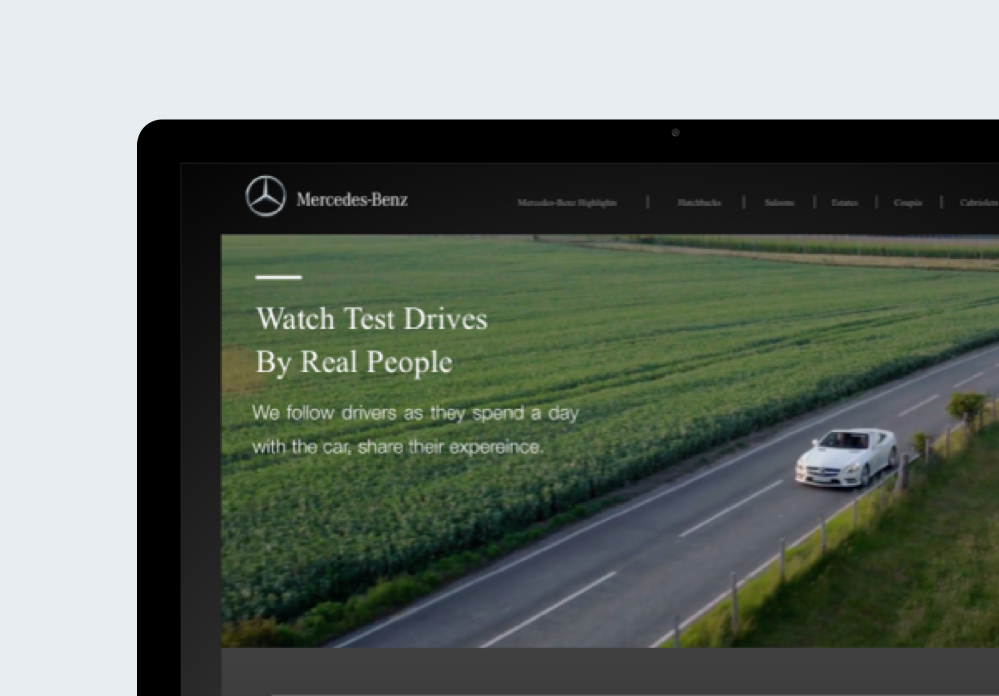 Mercedes-Benz
Mercedes-Benz Highlights | Hatchbacks | Saloons | Estates | Coupés | Cabriolets
Watch Test Drives
By Real People
We follow drivers as they spend a day
with the car, share their expereince.